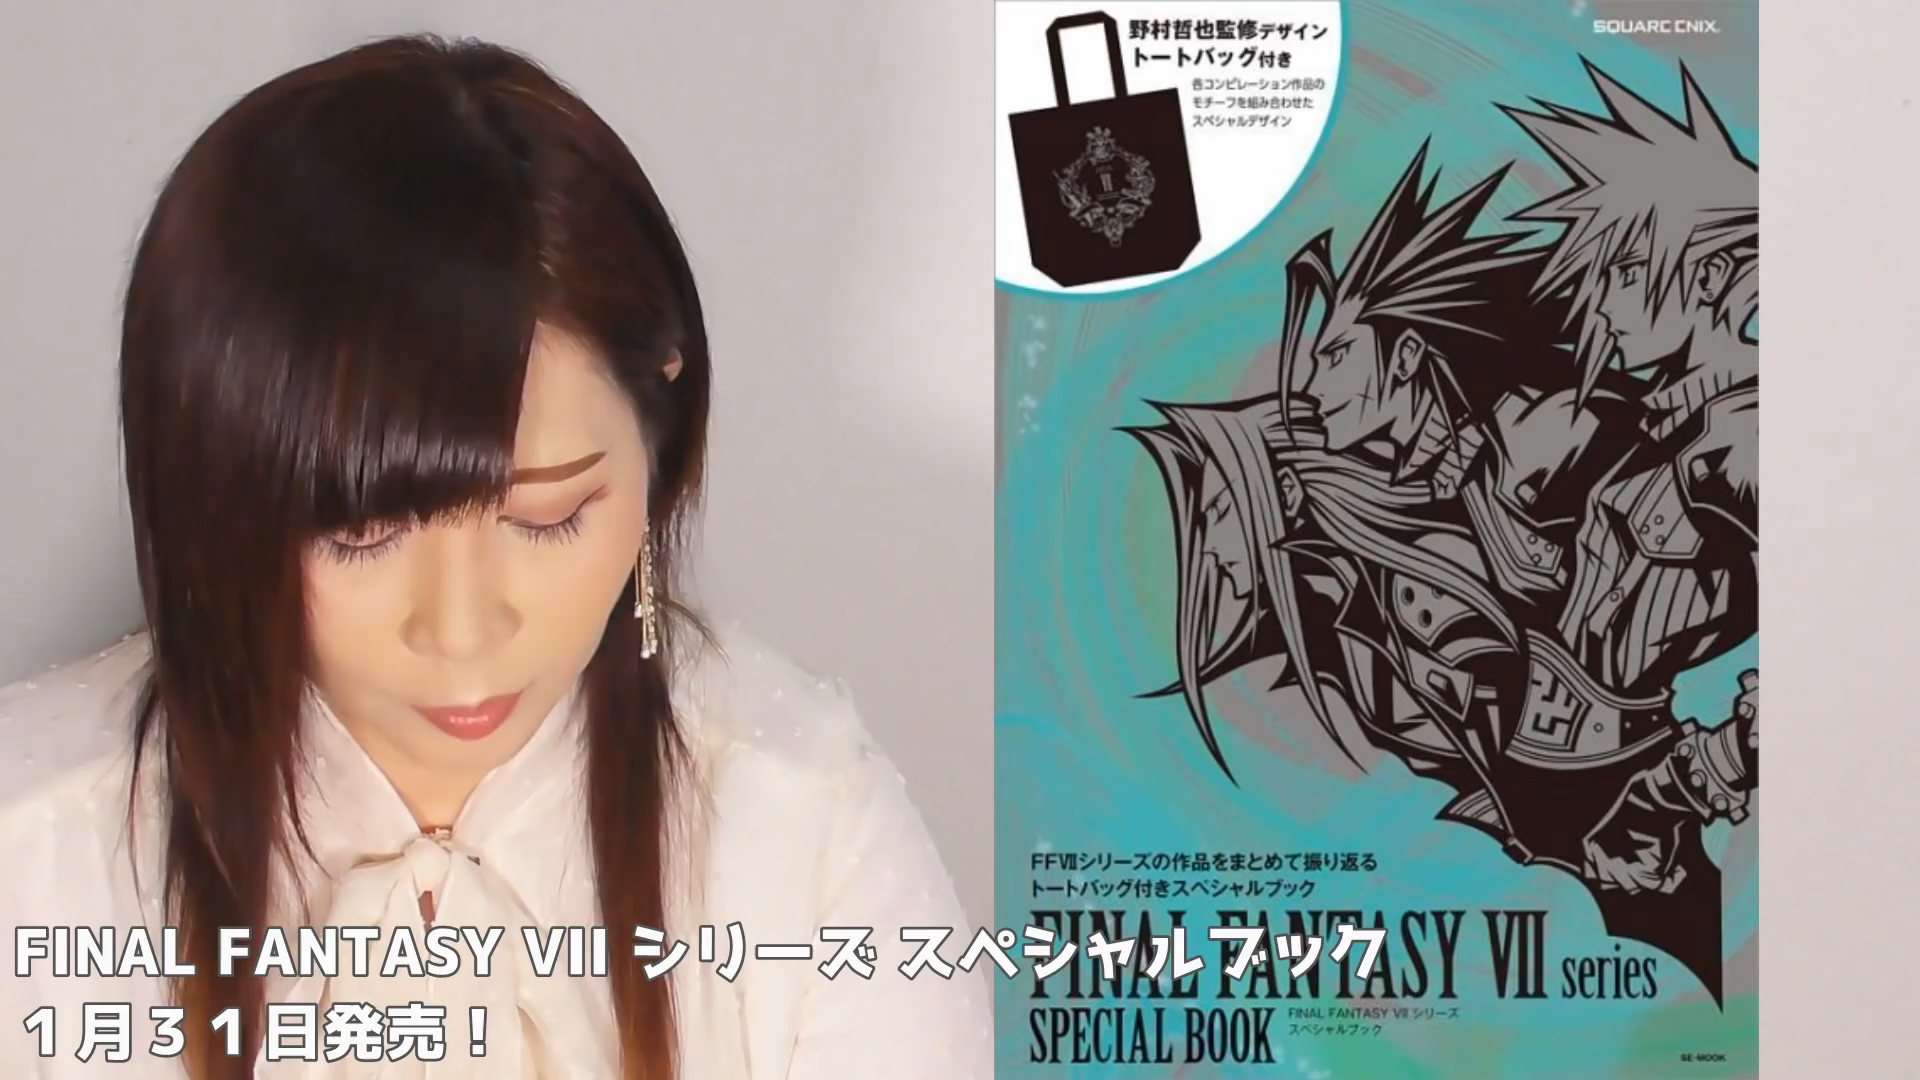 野村哲也監修デザイン
トートバッグ付き
各コンピレーション作品の
モチーフを組み合わせた
スペシャルデザイン
SQUARE ENIX.
VII
FFⅦシリーズの作品をまとめて振り返る
トートバッグ付きスペシャルブック
FINAL FANTASY VII series
SPECIAL BOOK
FINAL FANTASY VII シリーズ
スペシャルブック
SE-MOOK
FINAL FANTASY VII シリーズ スペシャルブック
１月３１日発売！